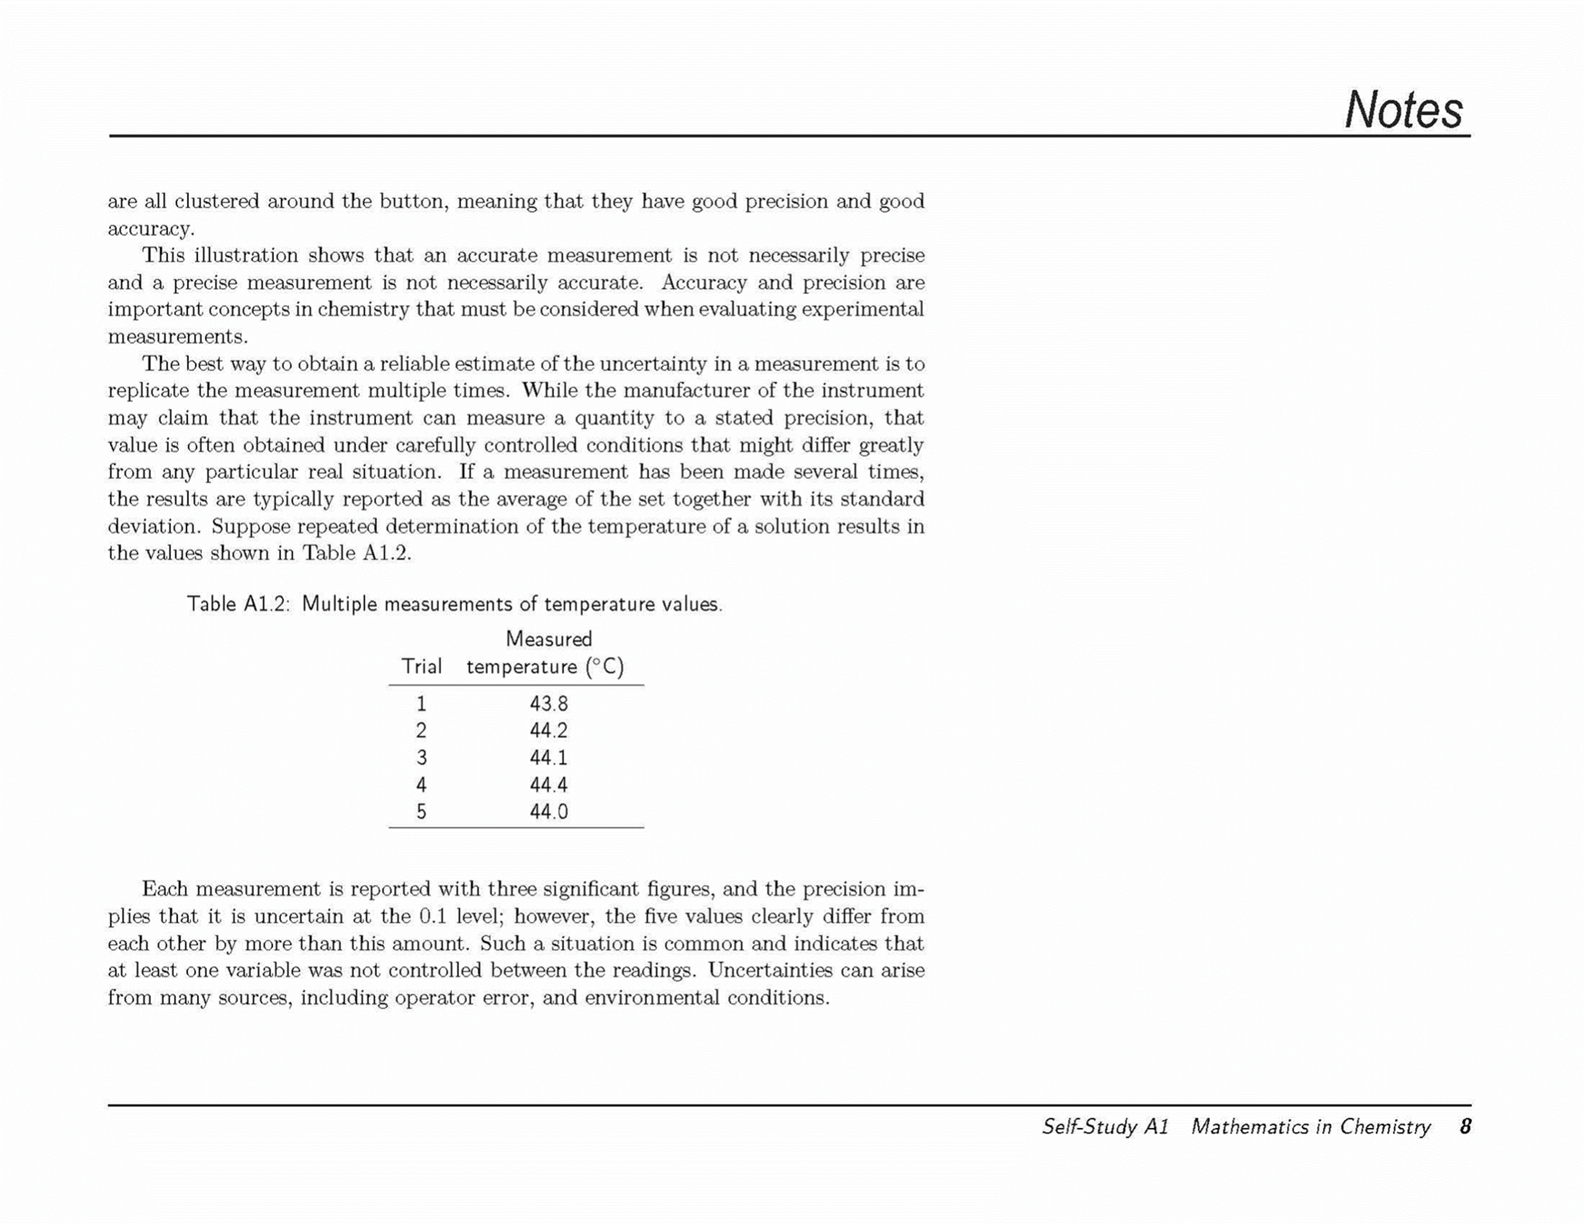 Notes
are all clustered around the button, meaning that they have good precision and good
accuracy.
This illustration shows that an accurate measurement is not necessarily precise
and a precise measurement is not necessarily accurate. Accuracy and precision are
important concepts in chemistry that must be considered when evaluating experimental
measurements.
The best way to obtain a reliable estimate of the uncertainty in a measurement is to
replicate the measurement multiple times. While the manufacturer of the instrument
may claim that the instrument can measure a quantity to a stated precision, that
value is often obtained under carefully controlled conditions that might differ greatly
from any particular real situation. If a measurement has been made several times,
the results are typically reported as the average of the set together with its standard
deviation. Suppose repeated determination of the temperature of a solution results in
the values shown in Table A1.2.
Table A1.2: Multiple measurements of temperature values.
Measured
Trial temperature (°C)
1 43.8
2 44.2
3 44.1
4 44.4
5 44.0
Each measurement is reported with three significant figures, and the precision im-
plies that it is uncertain at the 0.1 level; however, the five values clearly differ from
each other by more than this amount. Such a situation is common and indicates that
at least one variable was not controlled between the readings. Uncertainties can arise
from many sources, including operator error, and environmental conditions.
Self-Study A1 Mathematics in Chemistry 8